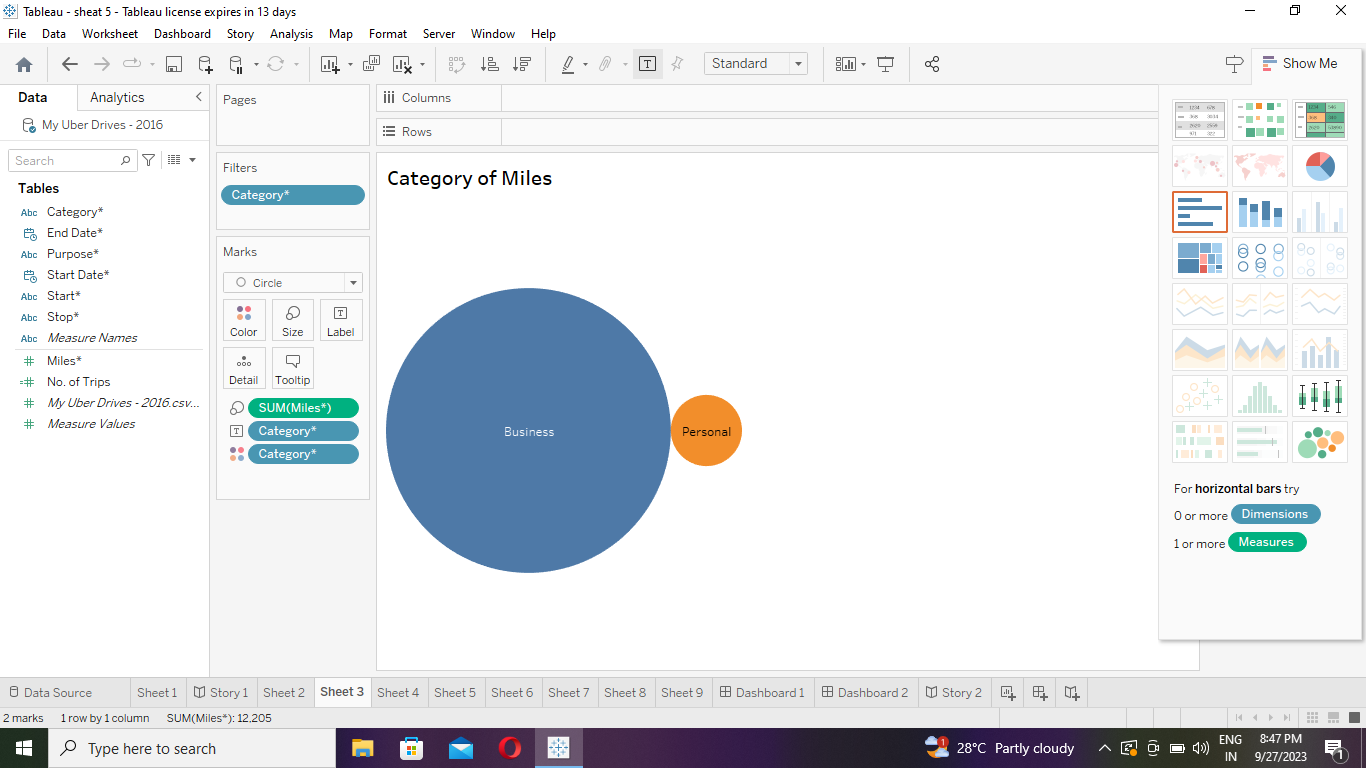 Tableau - sheat 5 - Tableau license expires in 13 days
File Data Worksheet Dashboard Story Analysis Map Format Server Window Help
Standard
Show Me
Data Analytics
My Uber Drives - 2016
Search
Tables
Abc Category*
End Date*
Abc Purpose*
Start Date*
Abc Start*
Abc Stop*
Abc Measure Names
Miles*
No. of Trips
My Uber Drives - 2016.csv...
Measure Values
Pages
Filters
Category*
Marks
Circle
Color Size Label
Detail Tooltip
SUM(Miles*)
Category*
Category*
Columns
Rows
Category of Miles
Business
Personal
For horizontal bars try
0 or more Dimensions
1 or more Measures
Data Source Sheet 1 Story 1 Sheet 2 Sheet 3 Sheet 4 Sheet 5 Sheet 6 Sheet 7 Sheet 8 Sheet 9 Dashboard 1 Dashboard 2 Story 2
2 marks 1 row by 1 column SUM(Miles*): 12,205
Type here to search
1
28°C Partly cloudy
ENG
IN
8:47 PM
9/27/2023
1